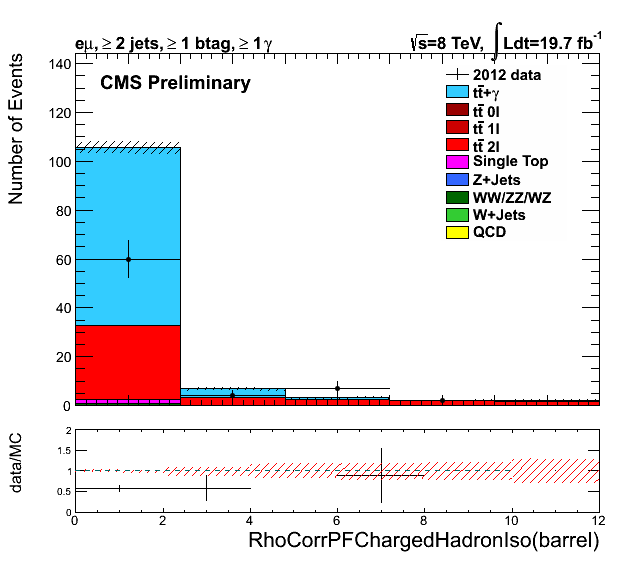 eμ, ≥ 2 jets, ≥ 1 btag, ≥ 1 γ
√s=8 TeV, ∫ Ldt=19.7 fb⁻¹
CMS Preliminary
2012 data
tt̄+γ
tt̄ 0l
tt̄ 1l
tt̄ 2l
Single Top
Z+Jets
WW/ZZ/WZ
W+Jets
QCD
Number of Events
140
120
100
80
60
40
20
0
data/MC
2
1.5
1
0.5
0
0 2 4 6 8 10 12
RhoCorrPFChargedHadronIso(barrel)